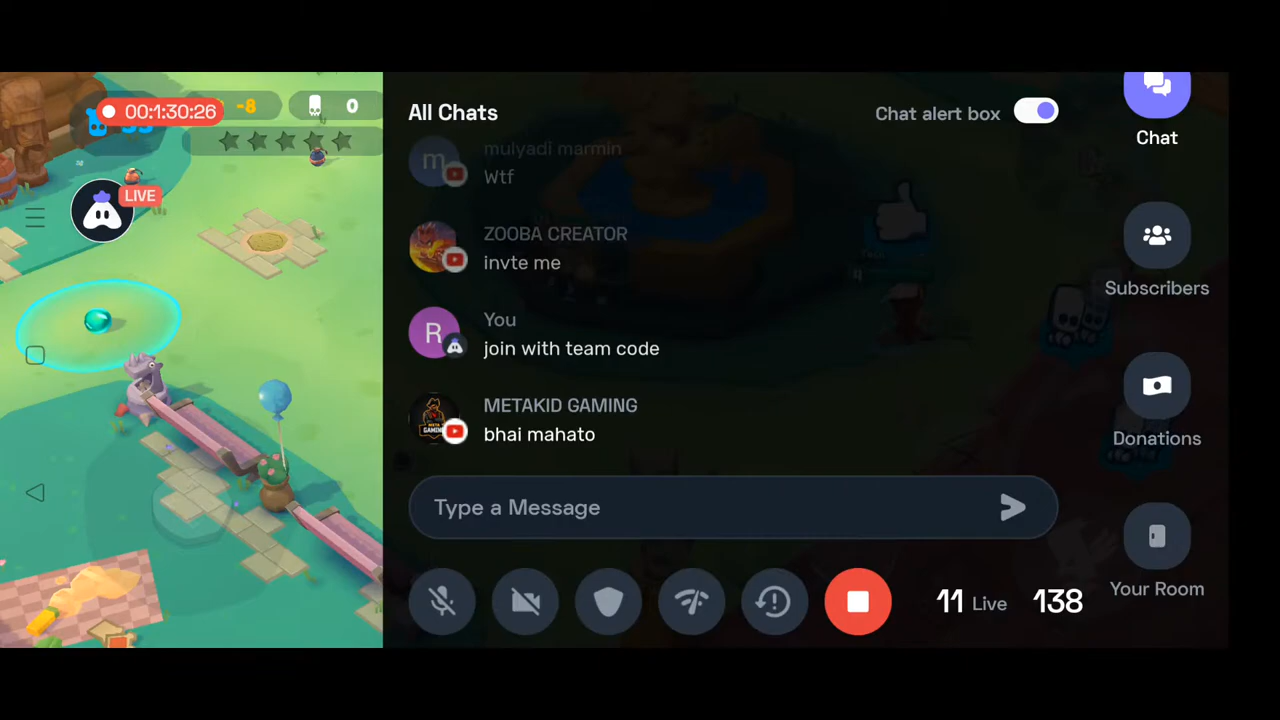 00:1:30:26
-8
0
LIVE
All Chats
Chat alert box
Chat
m
mulyadi marmin
Wtf
ZOOBA CREATOR
invte me
Subscribers
R
You
join with team code
METAKID GAMING
bhai mahato
Donations
Type a Message
Your Room
11 Live 138